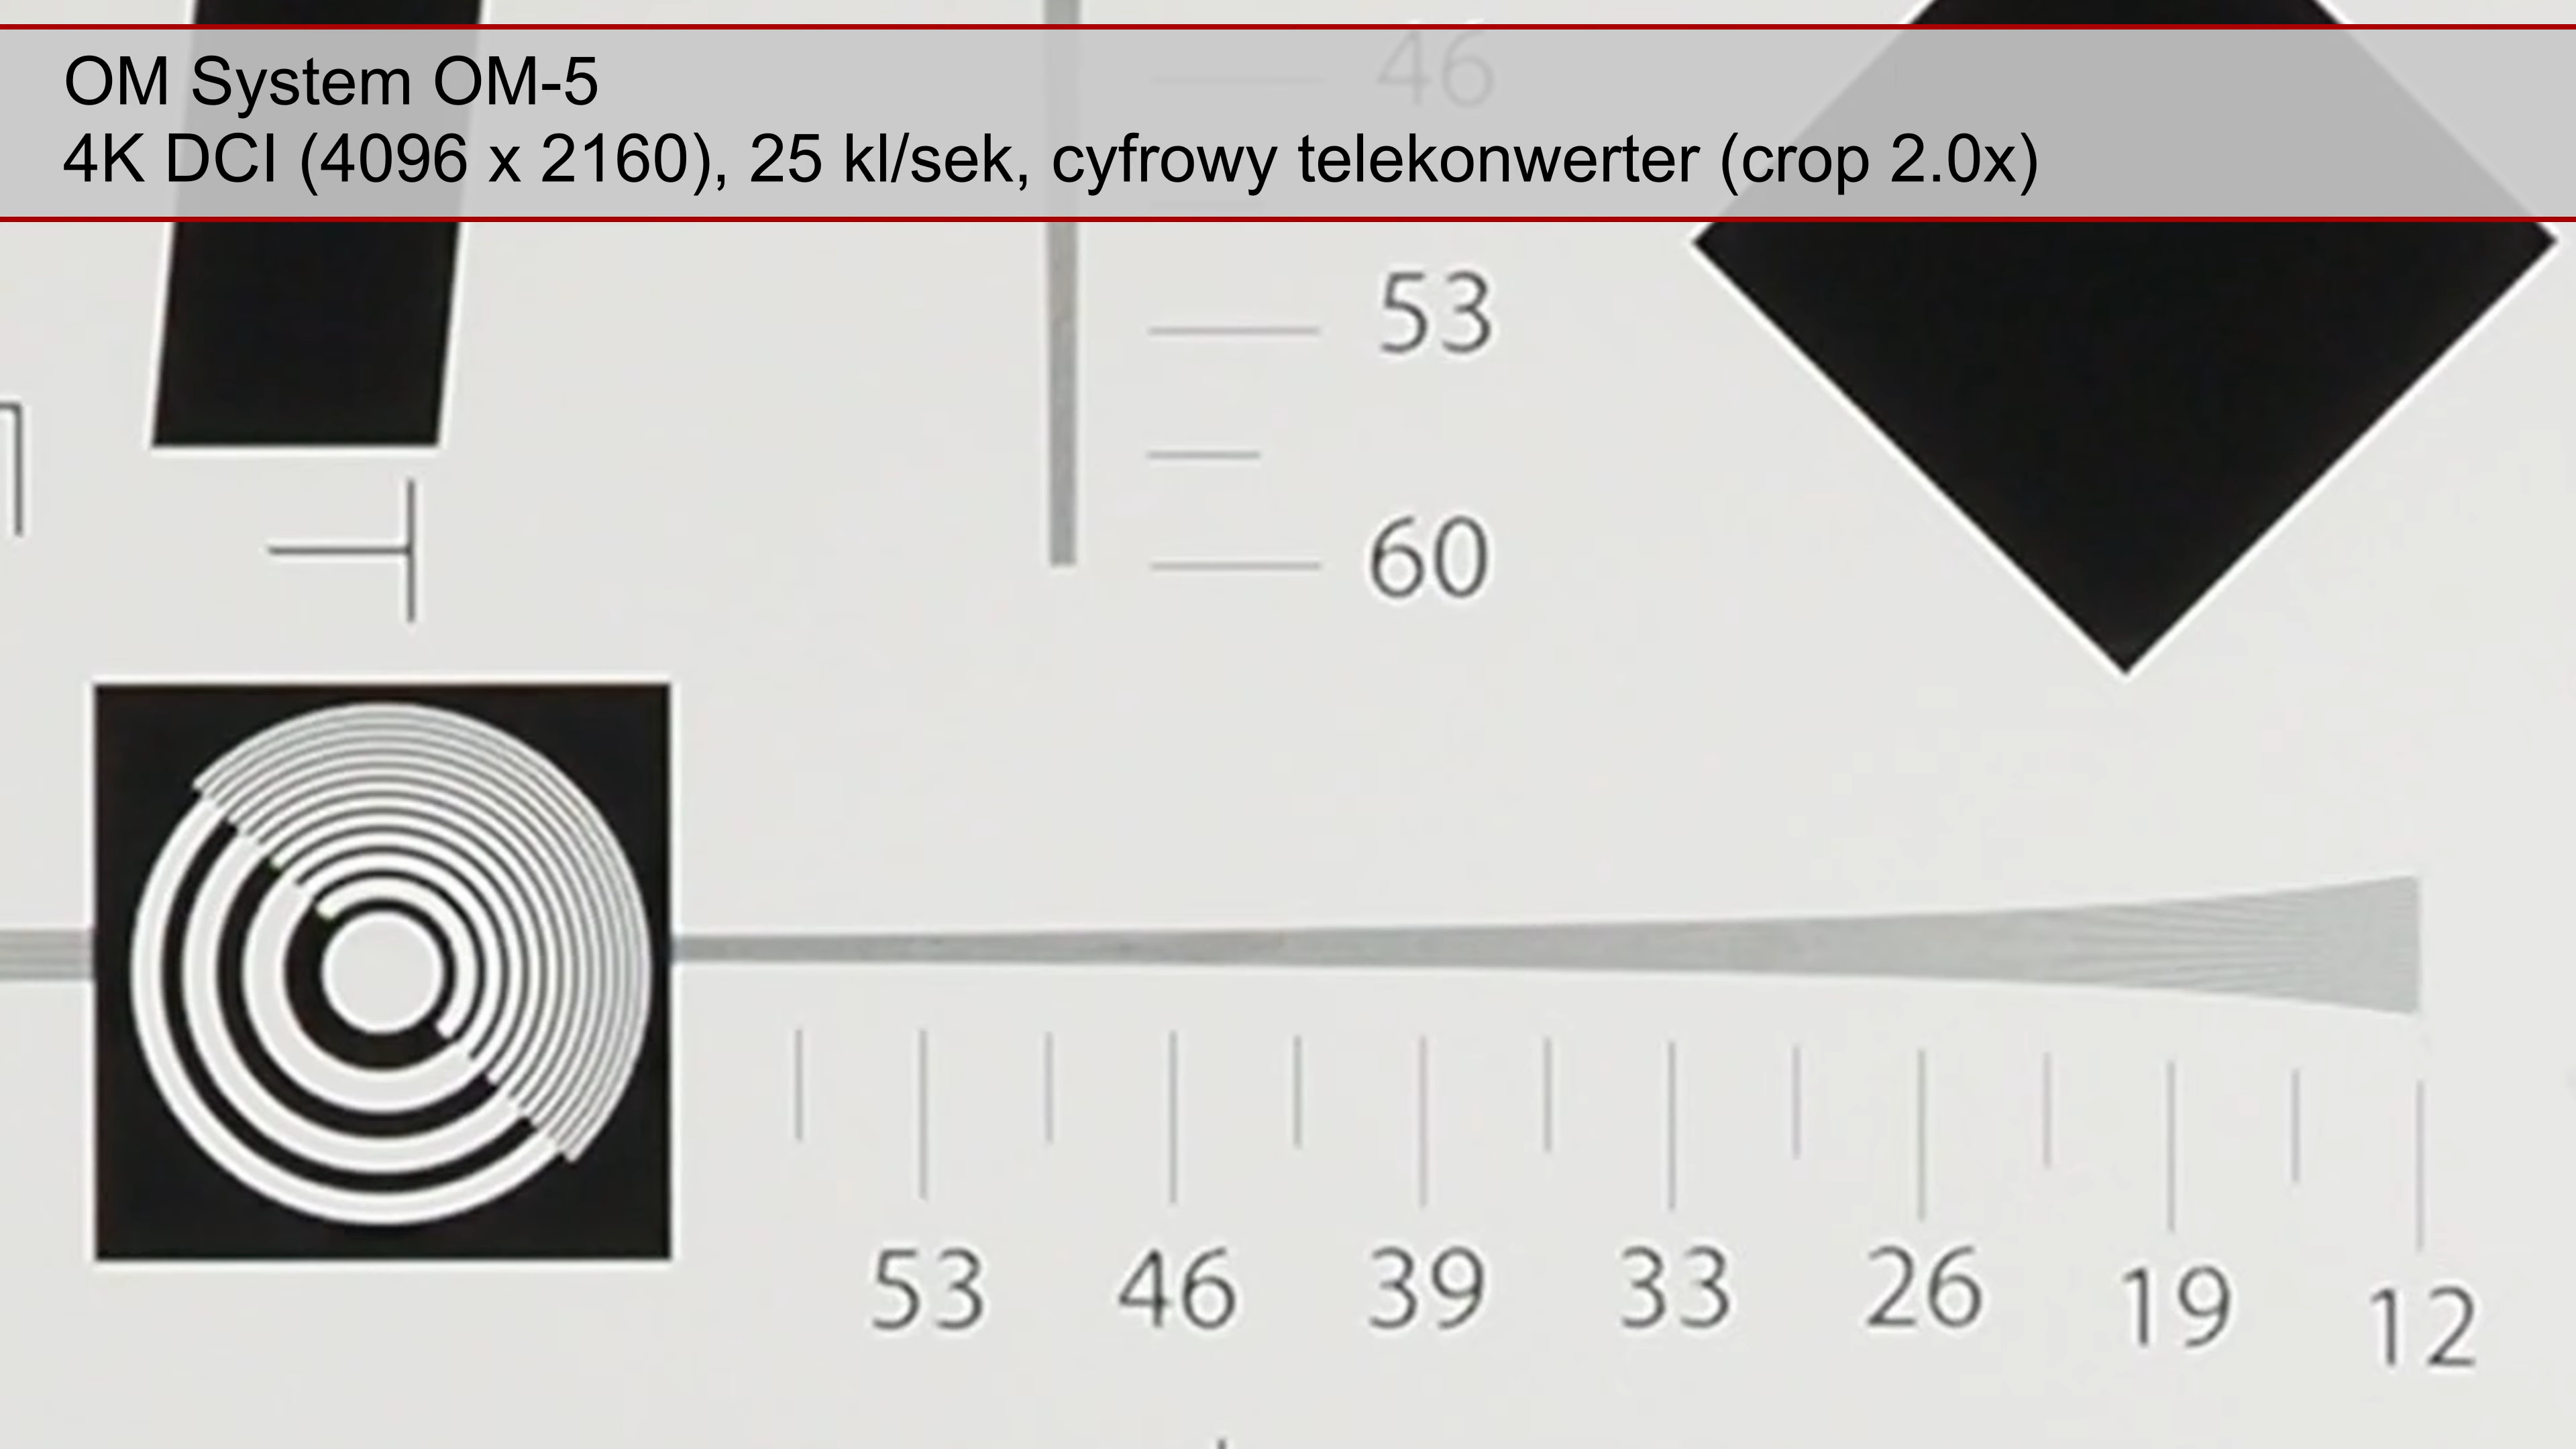 OM System OM-5
4K DCI (4096 x 2160), 25 kl/sek, cyfrowy telekonwerter (crop 2.0x)
46
53
60
53 46 39 33 26 19 12